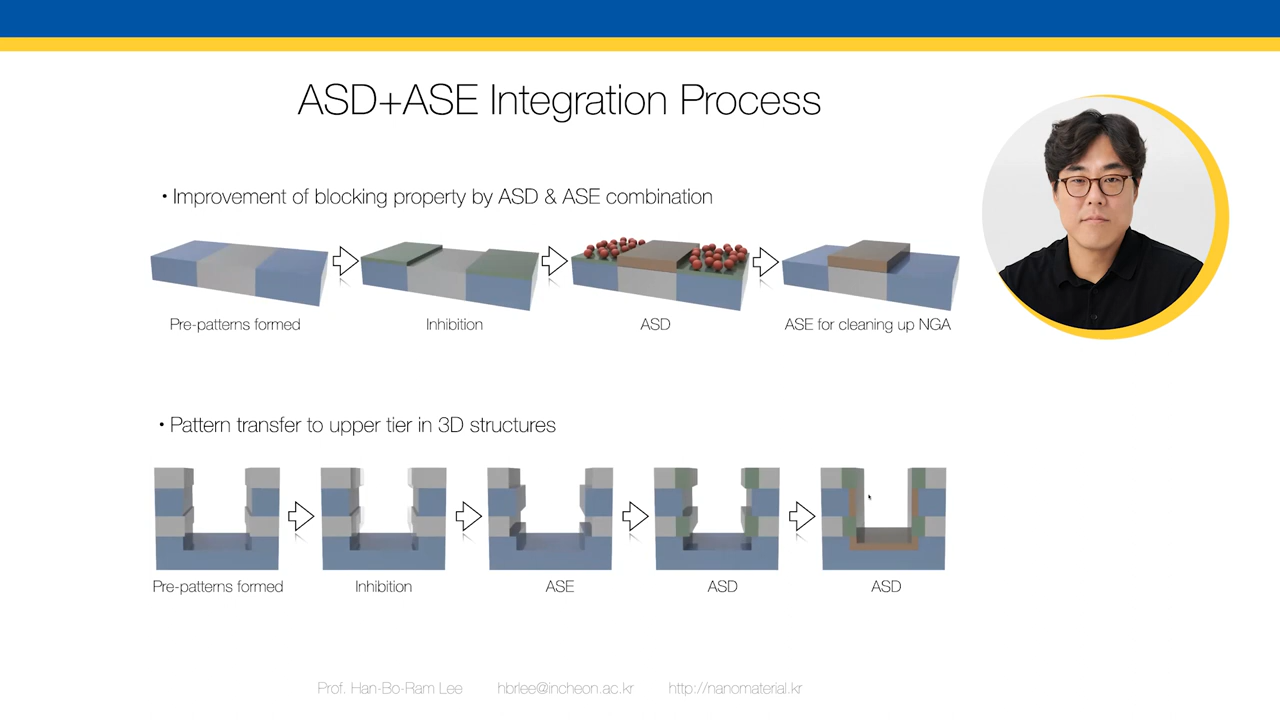 ASD+ASE Integration Process
• Improvement of blocking property by ASD & ASE combination
Pre-patterns formed
Inhibition
ASD
ASE for cleaning up NGA
• Pattern transfer to upper tier in 3D structures
Pre-patterns formed
Inhibition
ASE
ASD
ASD
Prof. Han-Bo-Ram Lee hbrlee@incheon.ac.kr http://nanomaterial.kr